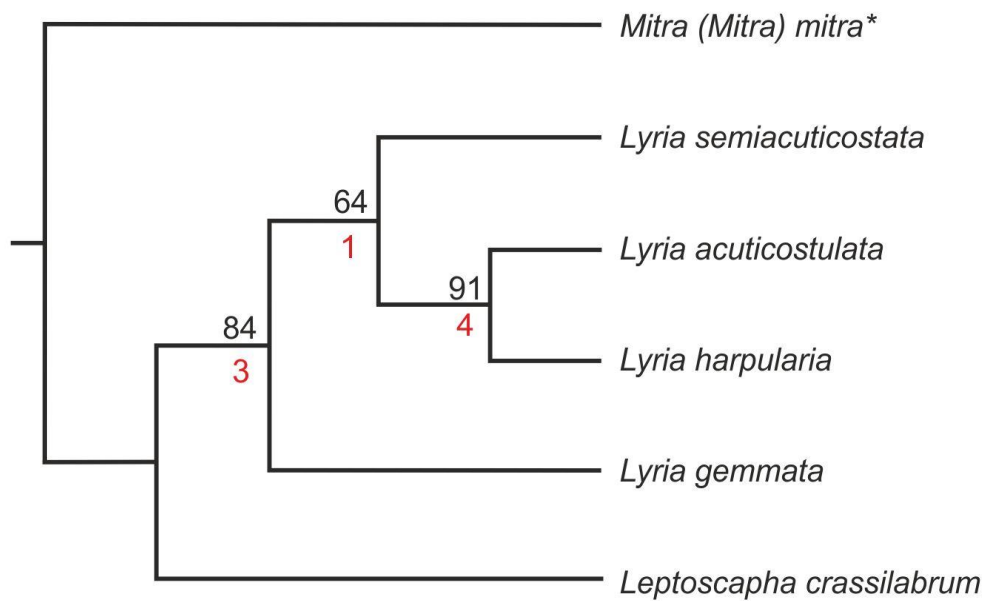 Mitra (Mitra) mitra*
Lyria semiacuticostata
64
1
Lyria acuticostulata
91
4
84
3
Lyria harpularia
Lyria gemmata
Leptoscapha crassilabrum